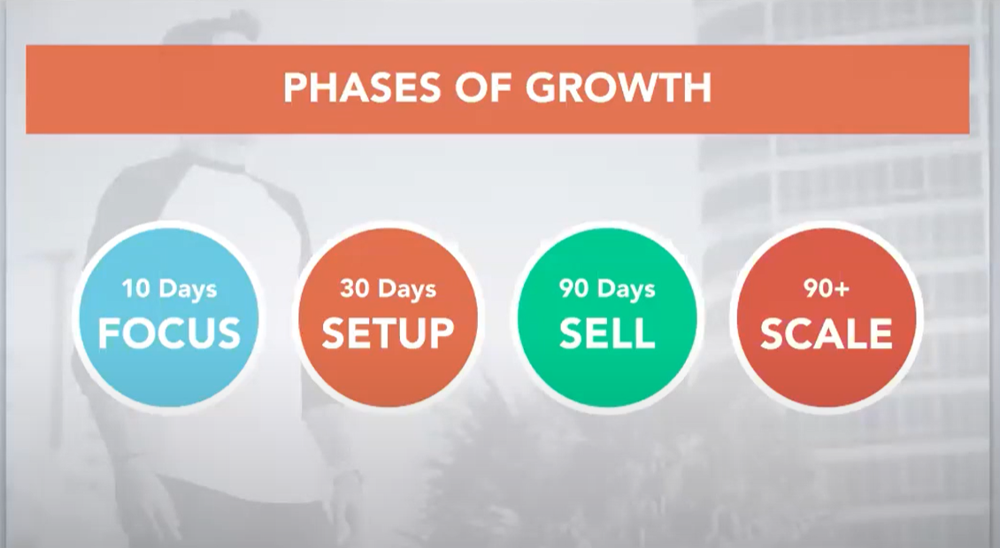 PHASES OF GROWTH
10 Days
FOCUS
30 Days
SETUP
90 Days
SELL
90+
SCALE